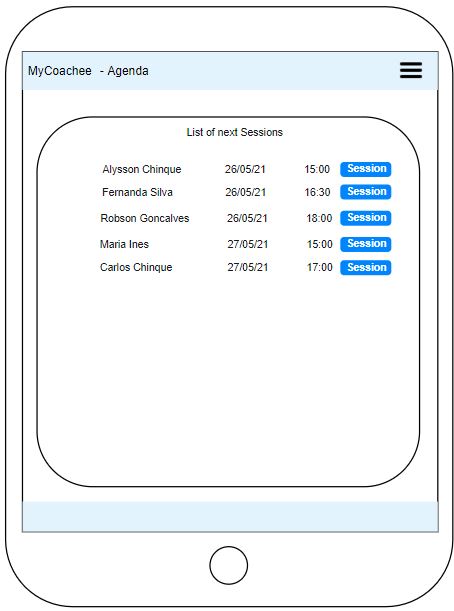 MyCoachee - Agenda
List of next Sessions
Alysson Chinque 26/05/21 15:00 Session
Fernanda Silva 26/05/21 16:30 Session
Robson Goncalves 26/05/21 18:00 Session
Maria Ines 27/05/21 15:00 Session
Carlos Chinque 27/05/21 17:00 Session